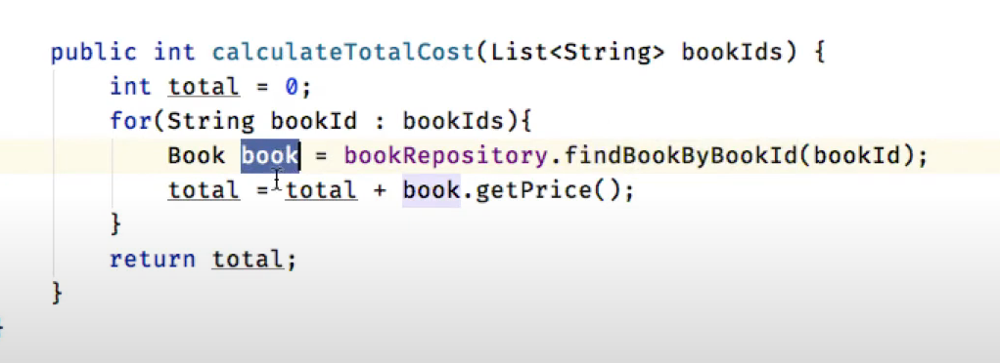 public int calculateTotalCost(List<String> bookIds) {
int total = 0;
for(String bookId : bookIds){
Book book = bookRepository.findBookByBookId(bookId);
total = total + book.getPrice();
}
return total;
}
}